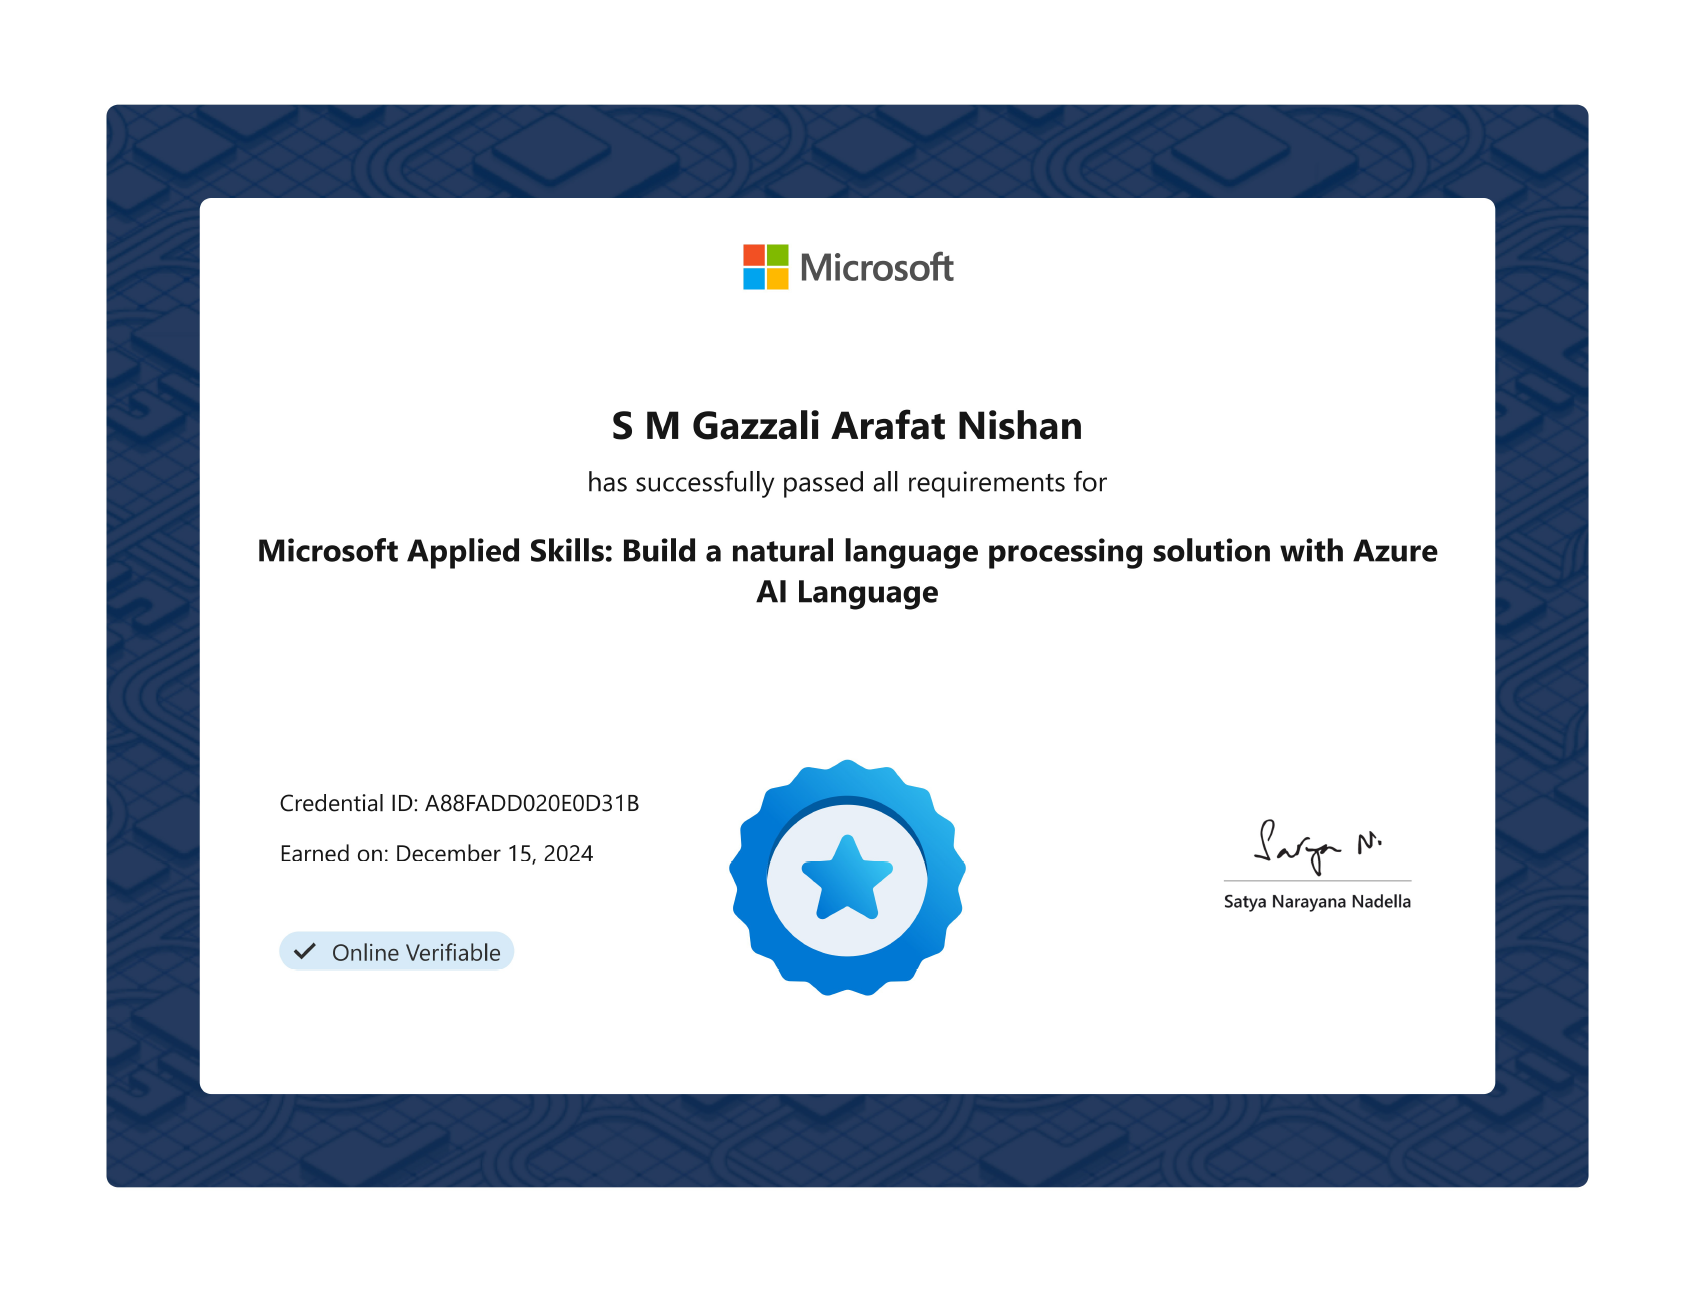 Microsoft
S M Gazzali Arafat Nishan
has successfully passed all requirements for
Microsoft Applied Skills: Build a natural language processing solution with Azure
AI Language
Credential ID: A88FADD020E0D31B
Earned on: December 15, 2024
Online Verifiable
Satya N.
Satya Narayana Nadella